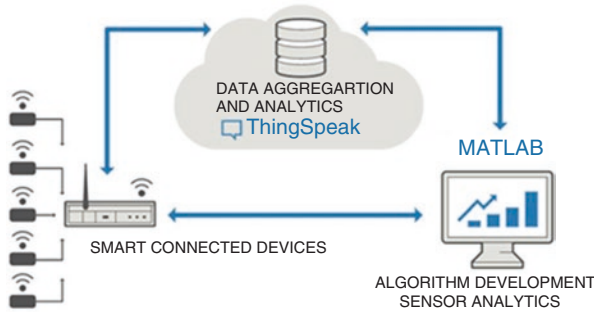 DATA AGGREGARTION
AND ANALYTICS
ThingSpeak
MATLAB
SMART CONNECTED DEVICES
ALGORITHM DEVELOPMENT
SENSOR ANALYTICS